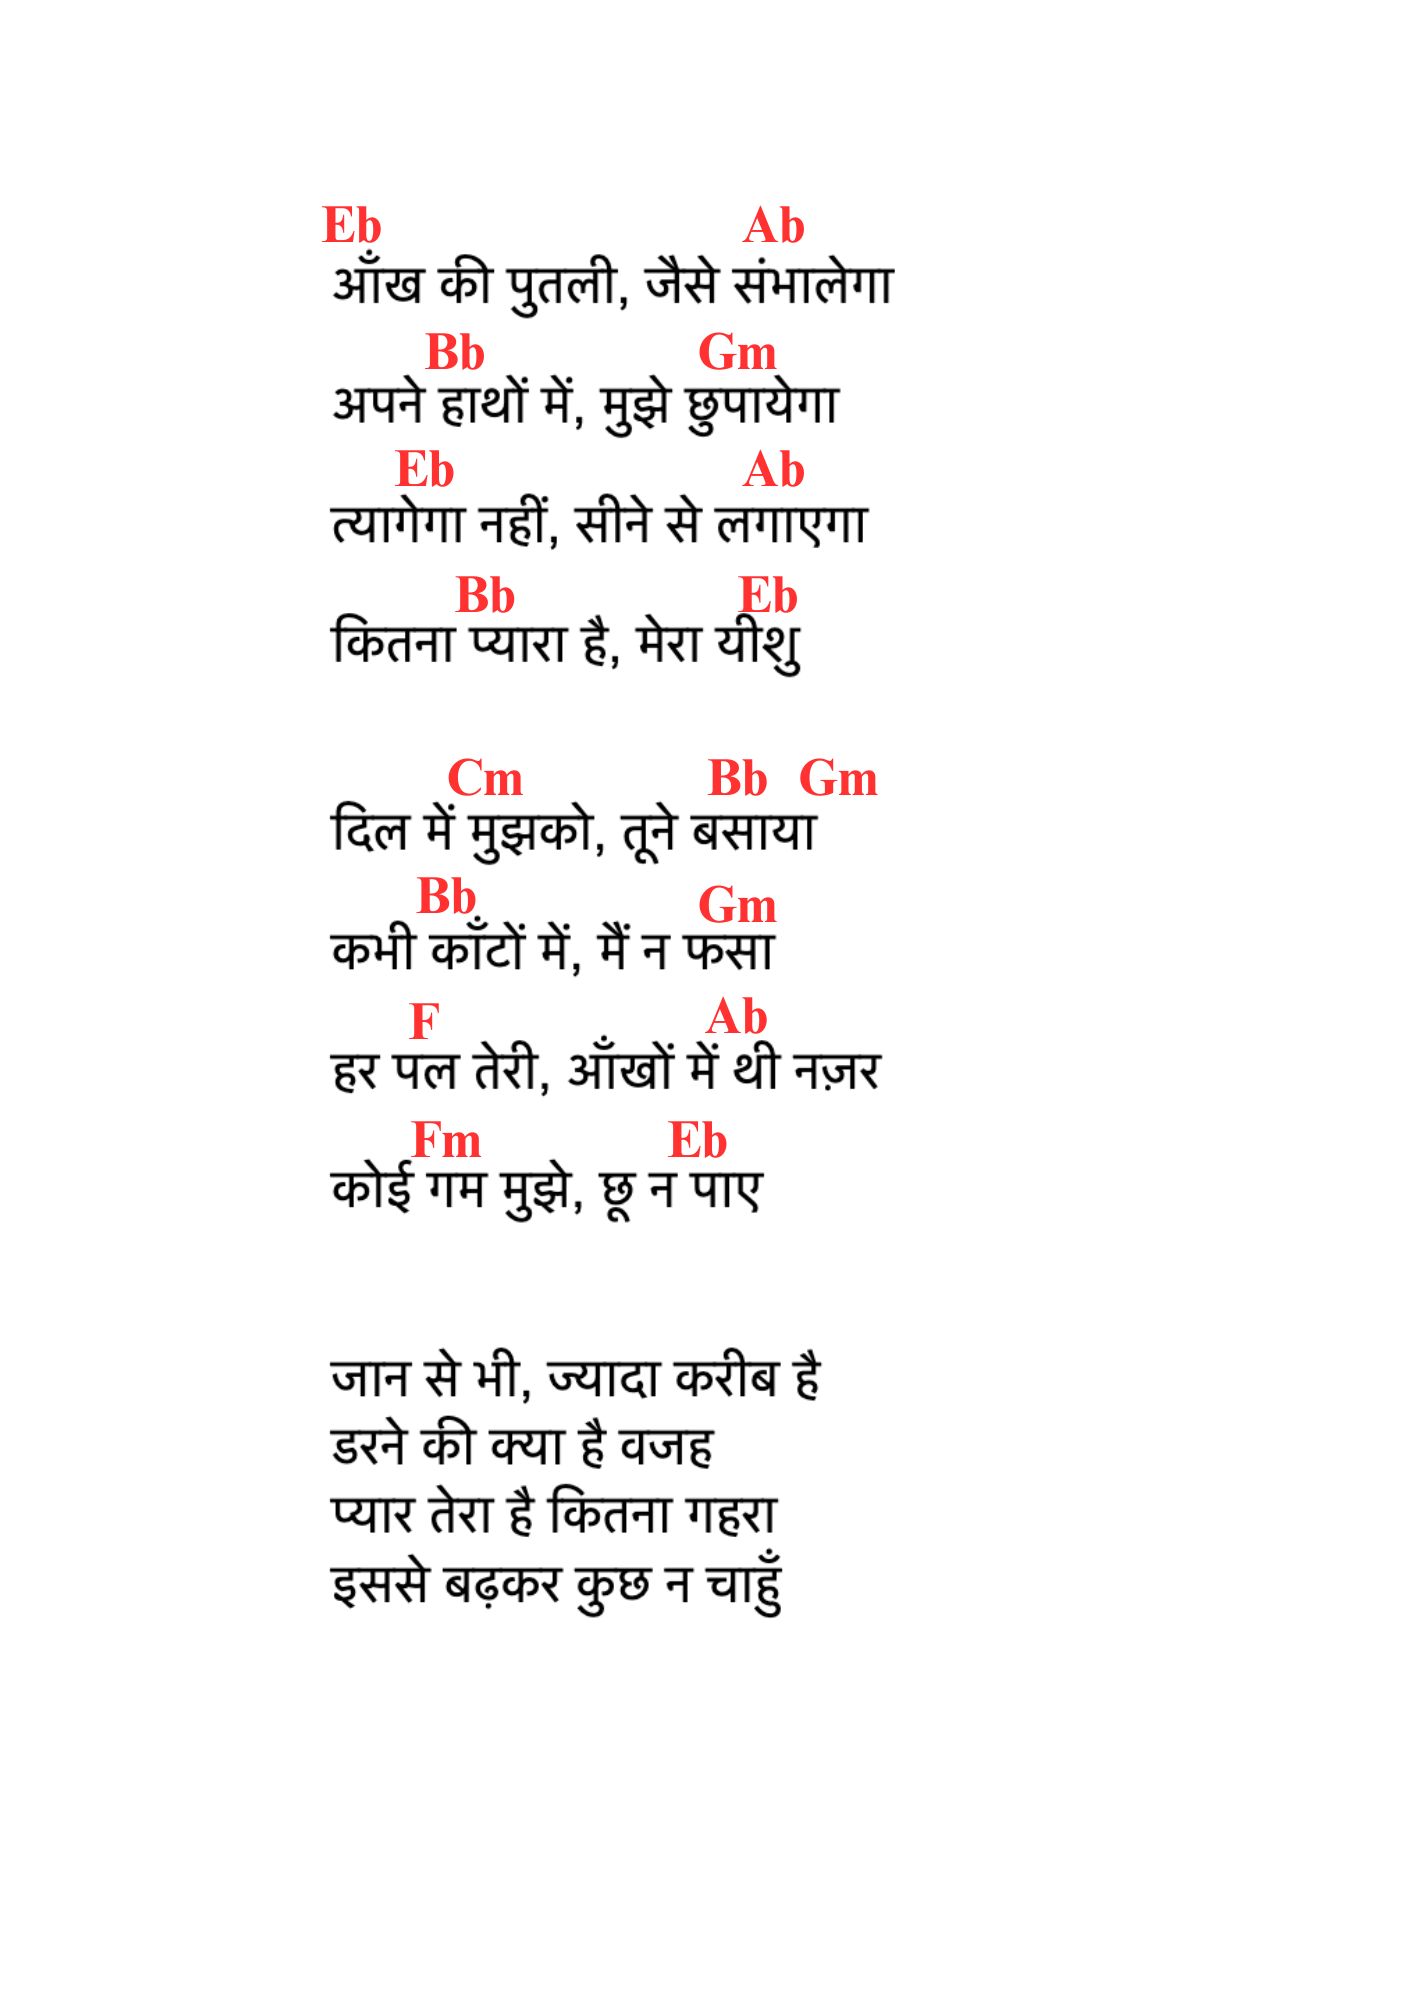 Eb Ab
आँख की पुतली, जैसे संभालेगा
Bb Gm
अपने हाथों में, मुझे छुपायेगा
Eb Ab
त्यागेगा नहीं, सीने से लगाएगा
Bb Eb
कितना प्यारा है, मेरा यीशु
Cm Bb Gm
दिल में मुझको, तूने बसाया
Bb Gm
कभी काँटों में, मैं न फसा
F Ab
हर पल तेरी, आँखों में थी नज़र
Fm Eb
कोई गम मुझे, छू न पाए
जान से भी, ज्यादा करीब है
डरने की क्या है वजह
प्यार तेरा है कितना गहरा
इससे बढ़कर कुछ न चाहुँ